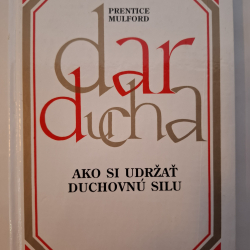 PRENTICE
MULFORD
dar
ducha
AKO SI UDRŽAŤ
DUCHOVNÚ SILU